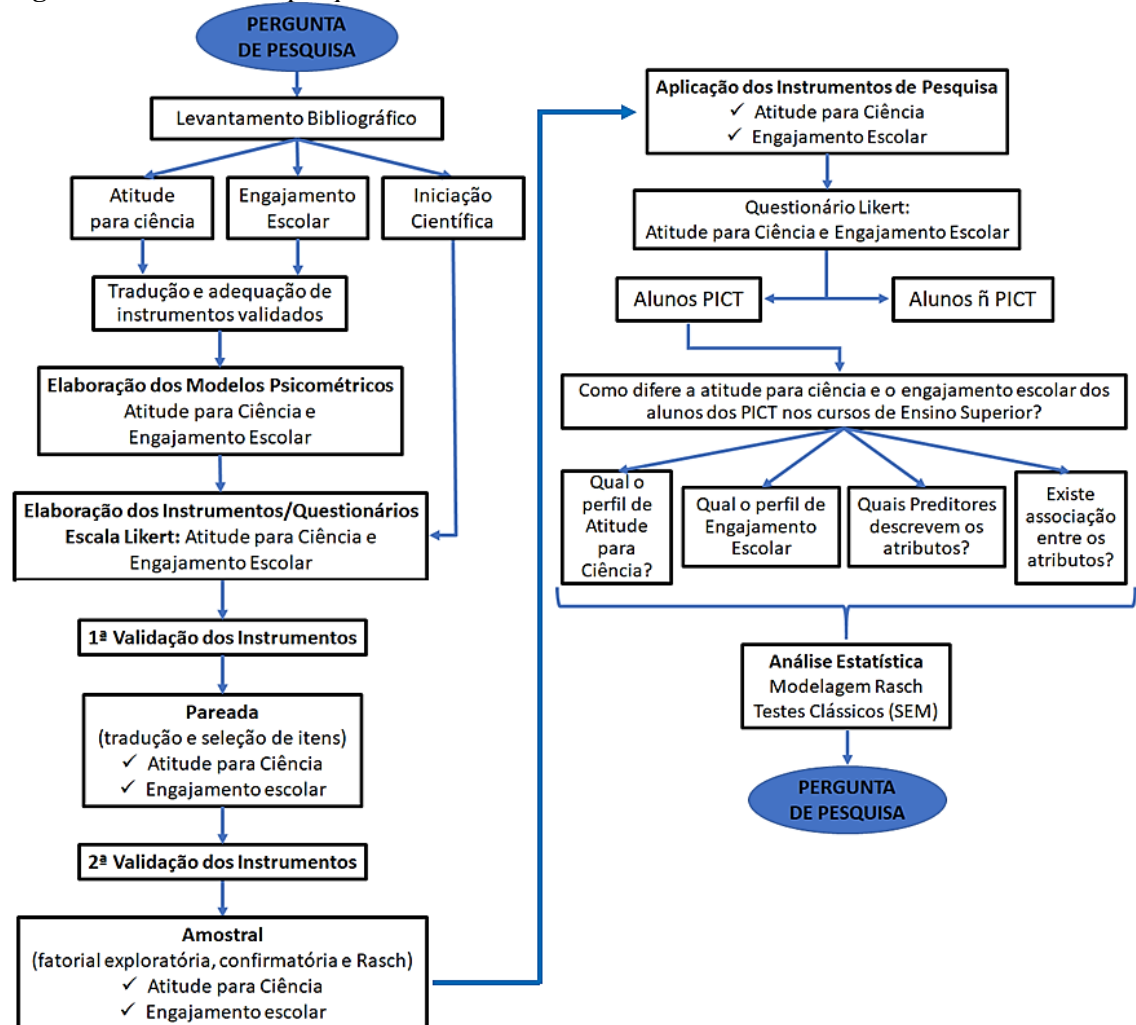 PERGUNTA
DE PESQUISA
Levantamento Bibliográfico
Atitude
para ciência
Engajamento
Escolar
Iniciação
Científica
Tradução e adequação de
instrumentos validados
Elaboração dos Modelos Psicométricos
Atitude para Ciência e
Engajamento Escolar
Elaboração dos Instrumentos/Questionários
Escala Likert: Atitude para Ciência e
Engajamento Escolar
1ª Validação dos Instrumentos
Pareada
(tradução e seleção de itens)
✓ Atitude para Ciência
✓ Engajamento escolar
2ª Validação dos Instrumentos
Amostral
(fatorial exploratória, confirmatória e Rasch)
✓ Atitude para Ciência
✓ Engajamento escolar
Aplicação dos Instrumentos de Pesquisa
✓ Atitude para Ciência
✓ Engajamento Escolar
Questionário Likert:
Atitude para Ciência e Engajamento Escolar
Alunos PICT
Alunos ñ PICT
Como difere a atitude para ciência e o engajamento escolar dos
alunos dos PICT nos cursos de Ensino Superior?
Qual o
perfil de
Atitude
para
Ciência?
Qual o perfil de
Engajamento
Escolar
Quais Preditores
descrevem os
atributos?
Existe
associação
entre os
atributos?
Análise Estatística
Modelagem Rasch
Testes Clássicos (SEM)
PERGUNTA
DE PESQUISA